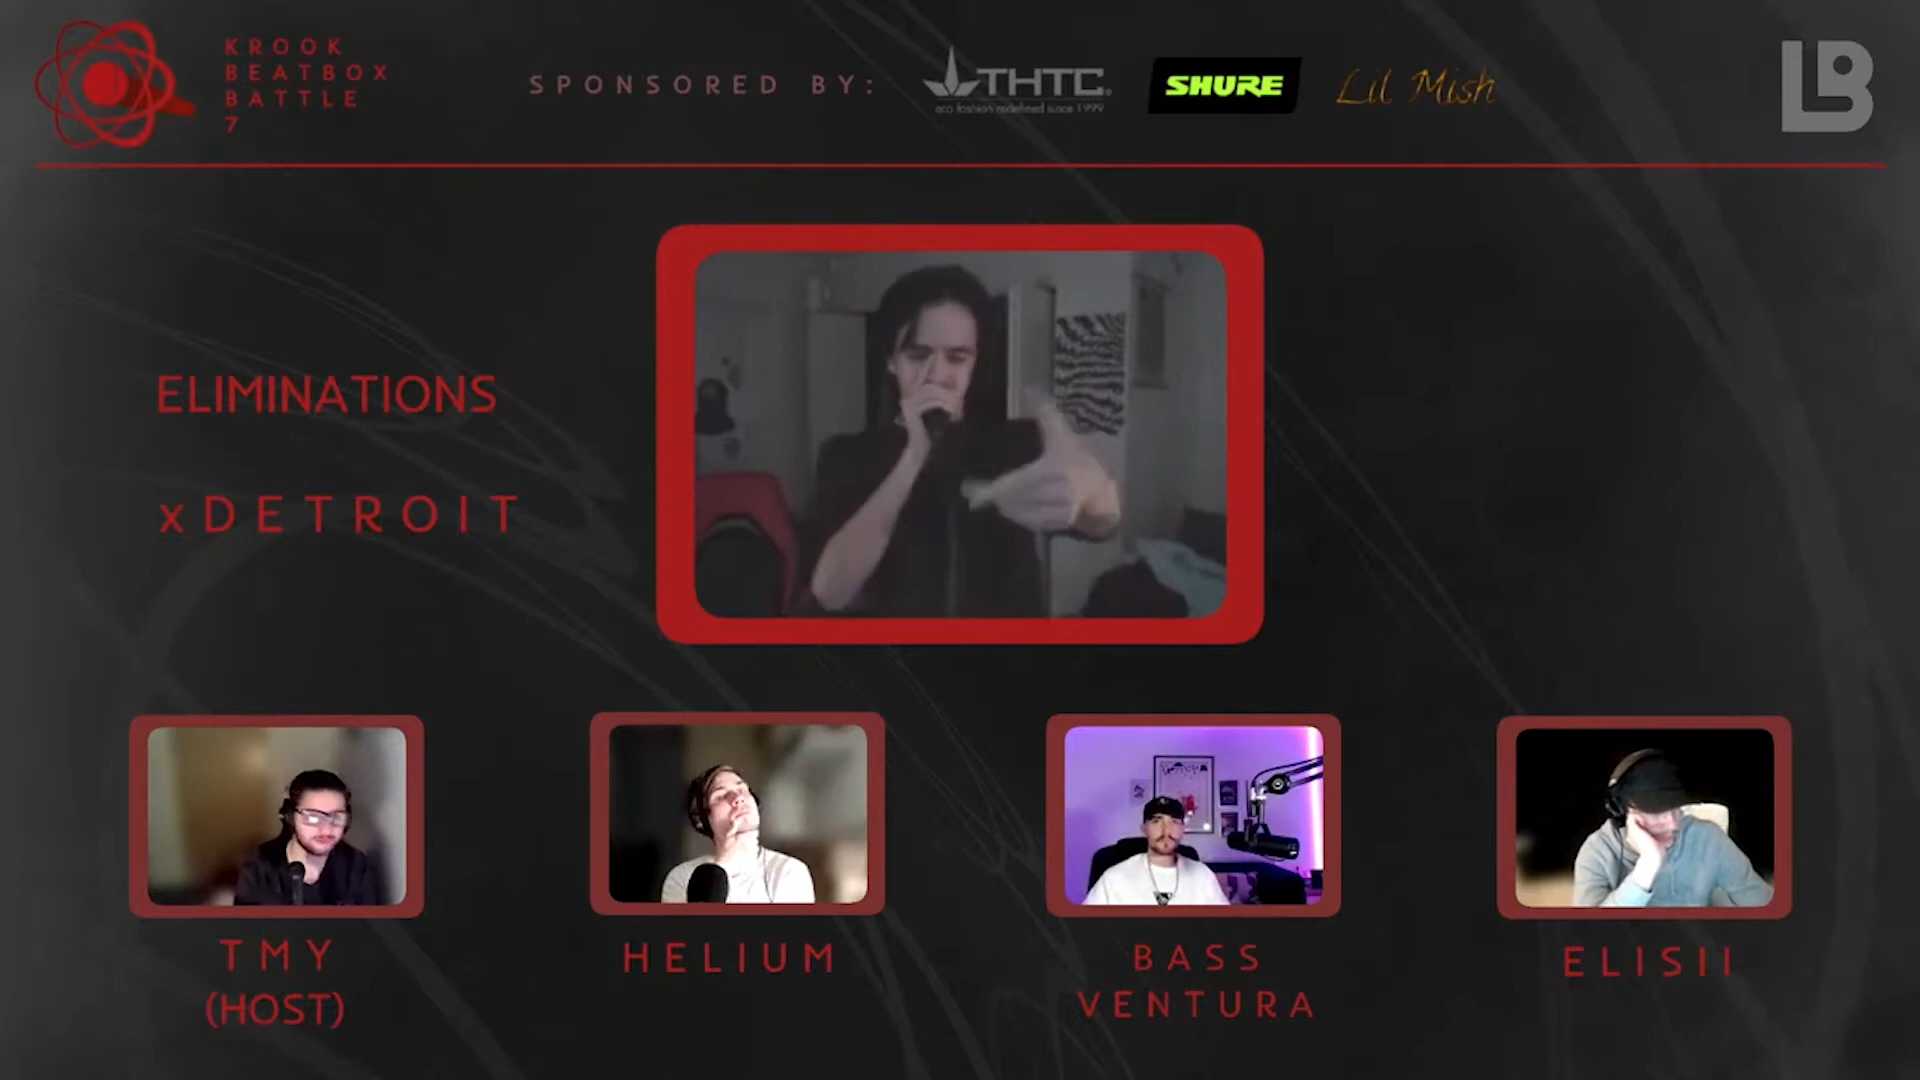 KROOK
BEATBOX
BATTLE
7
SPONSORED BY:
THTC
eco fashion redefined since 1999
SHURE
Lil Mish
LB
ELIMINATIONS
xDETROIT
TMY
(HOST)
HELIUM
BASS
VENTURA
ELISII